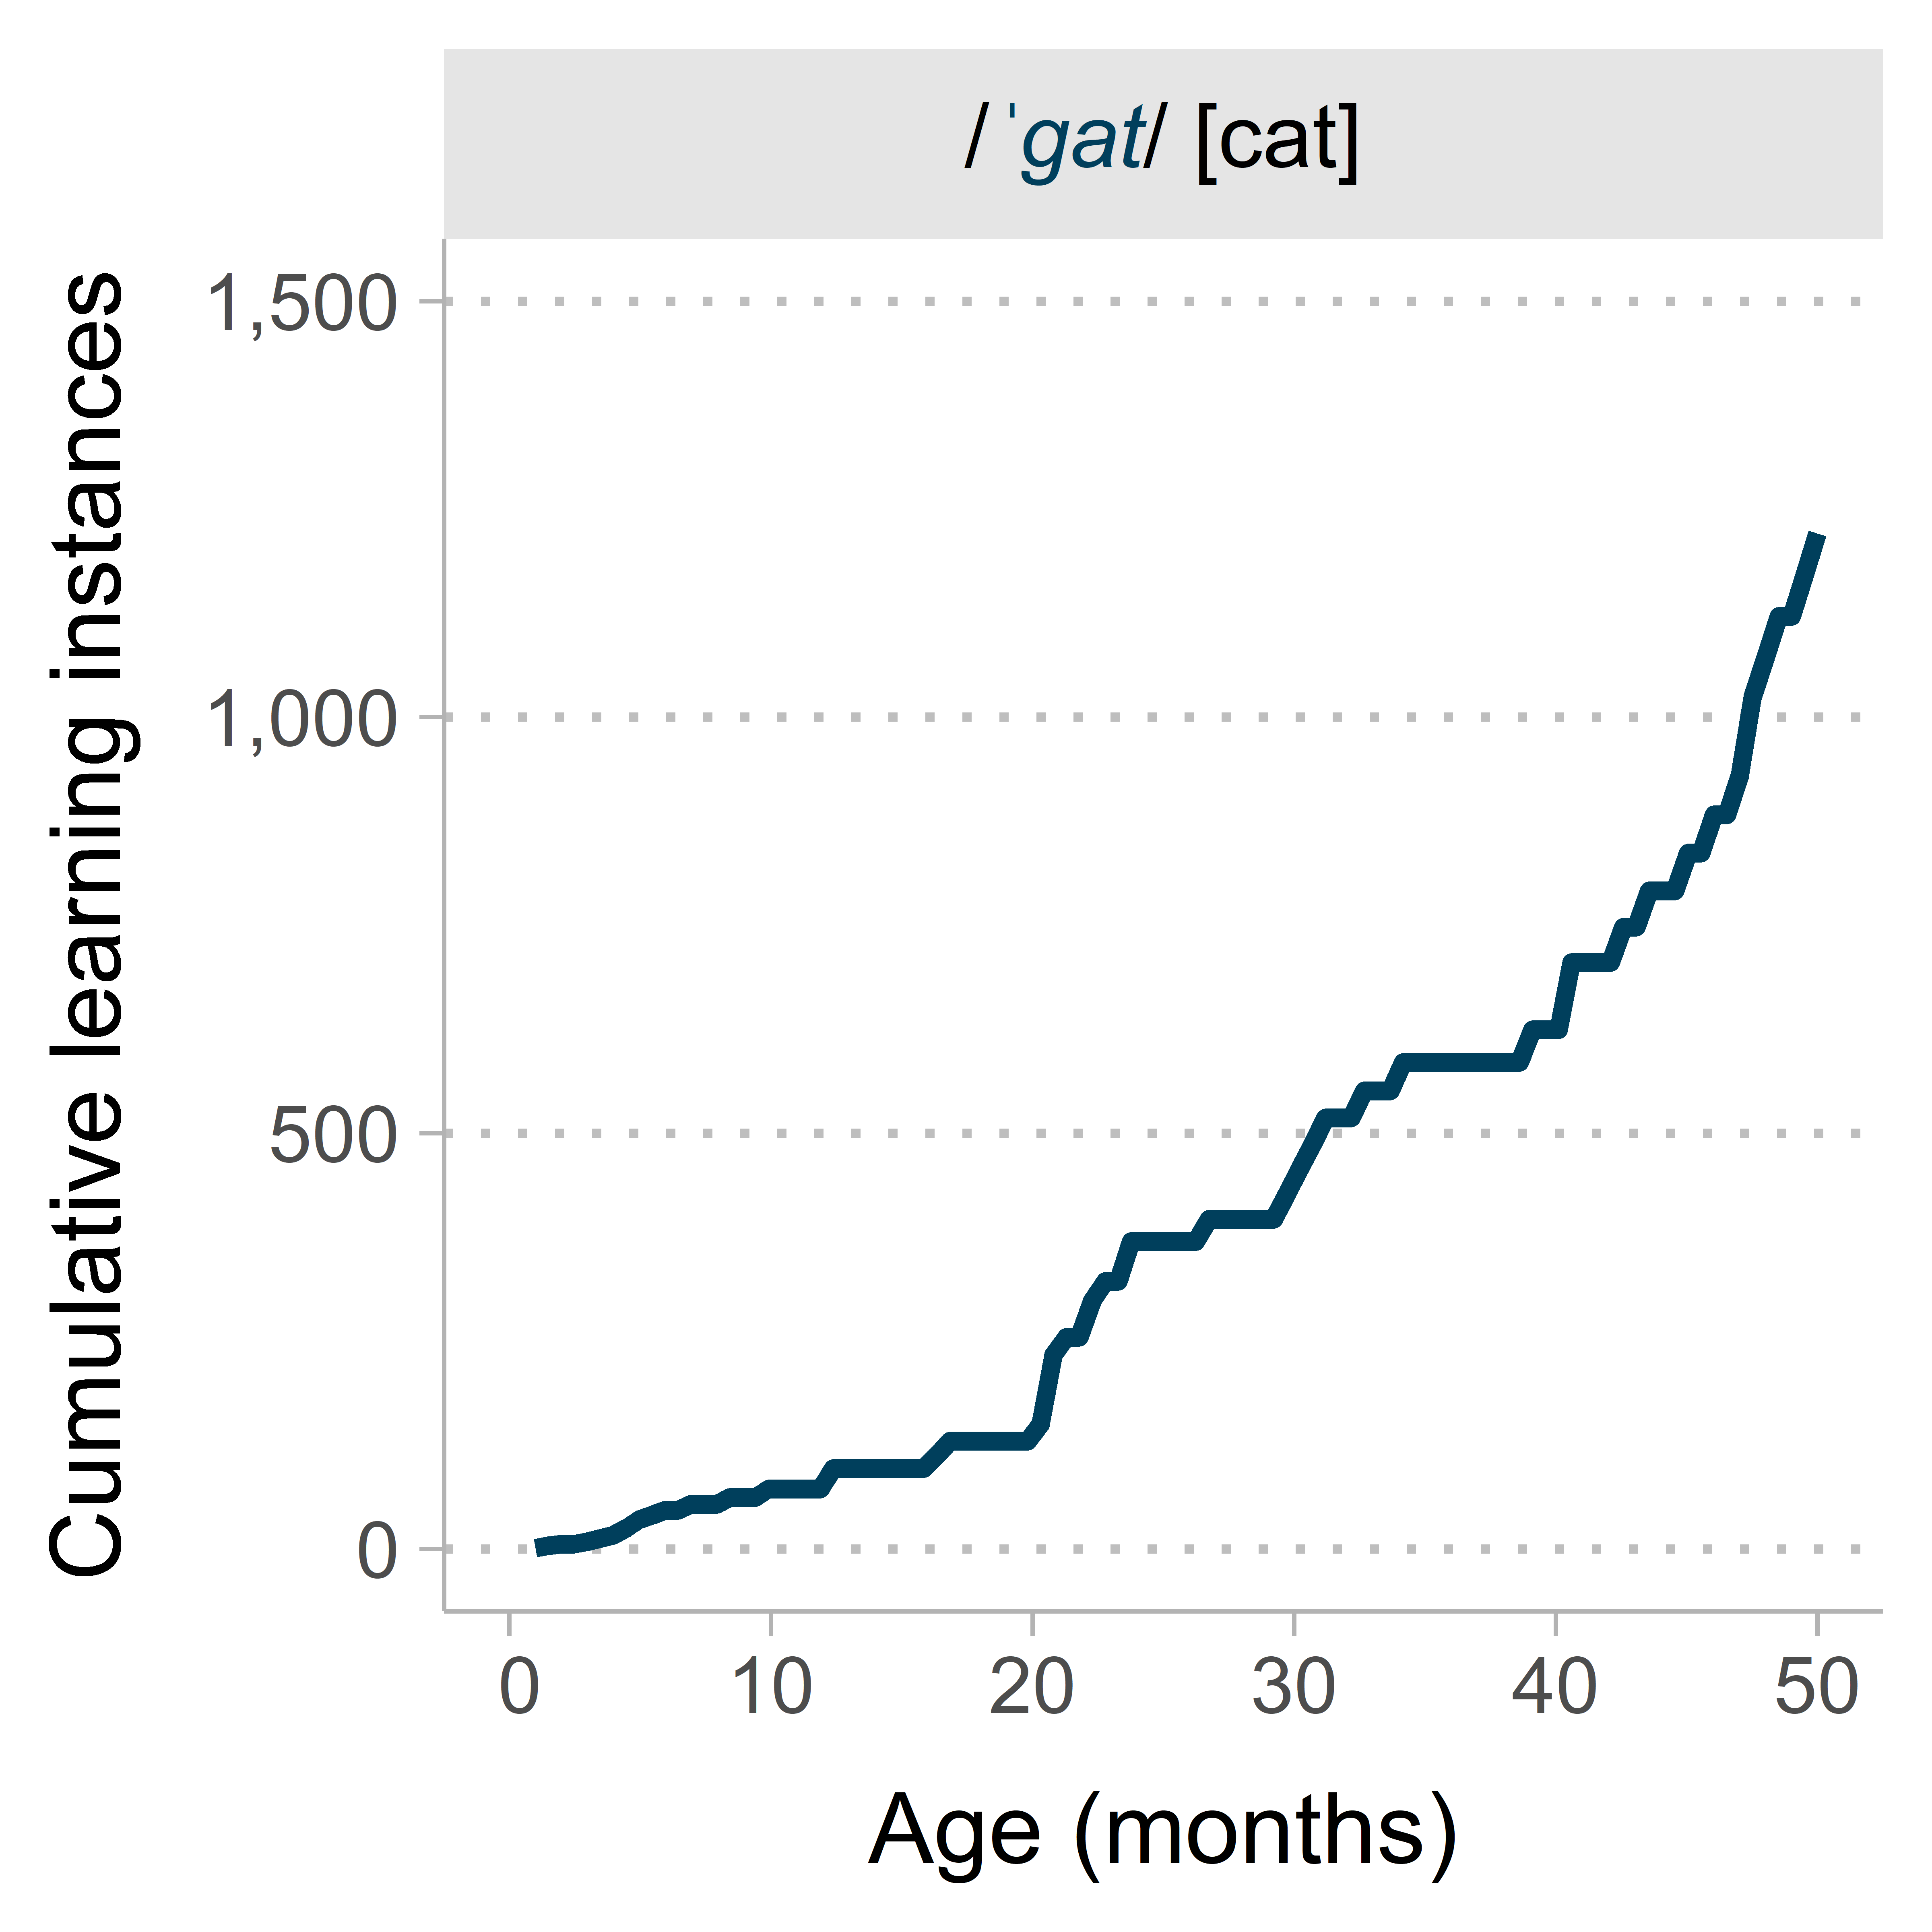 /ˈgat/ [cat]
Cumulative learning instances
1,500
1,000
500
0
0 10 20 30 40 50
Age (months)